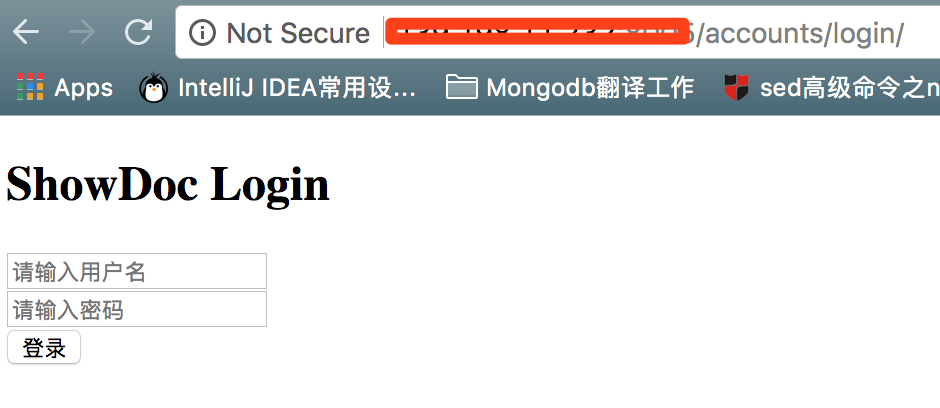 Not Secure /accounts/login/
Apps IntelliJ IDEA常用设... Mongodb翻译工作 sed高级命令之n
ShowDoc Login
请输入用户名
请输入密码
登录